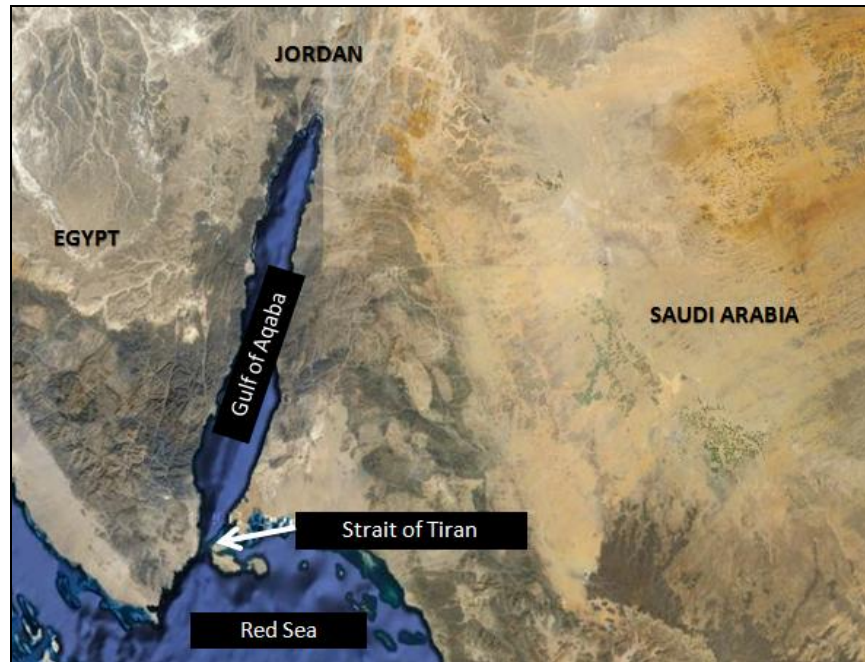 JORDAN
EGYPT
Gulf of Aqaba
SAUDI ARABIA
Strait of Tiran
Red Sea